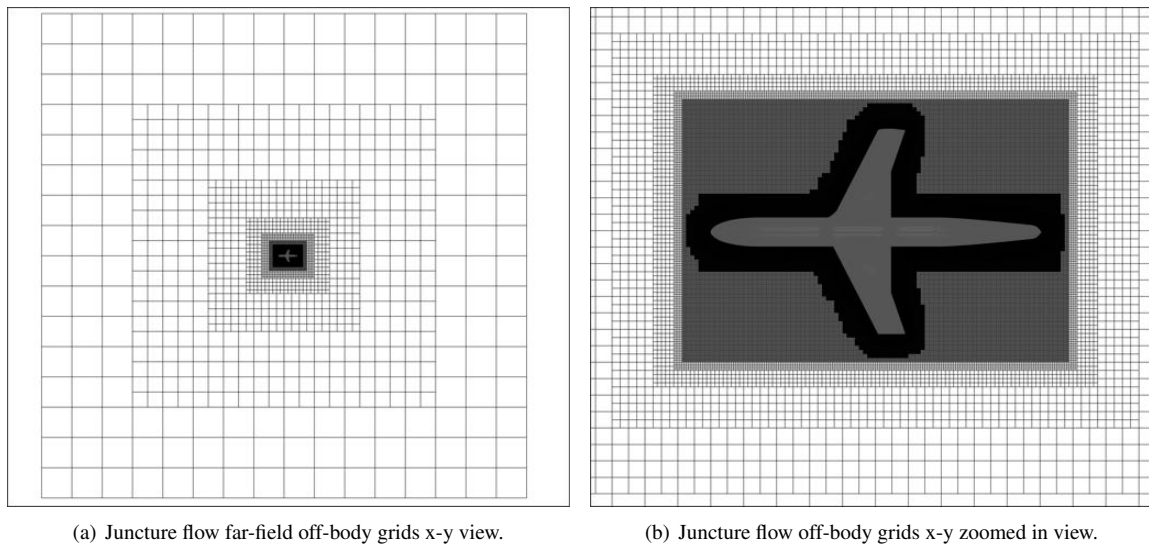 (a) Juncture flow far-field off-body grids x-y view.
(b) Juncture flow off-body grids x-y zoomed in view.